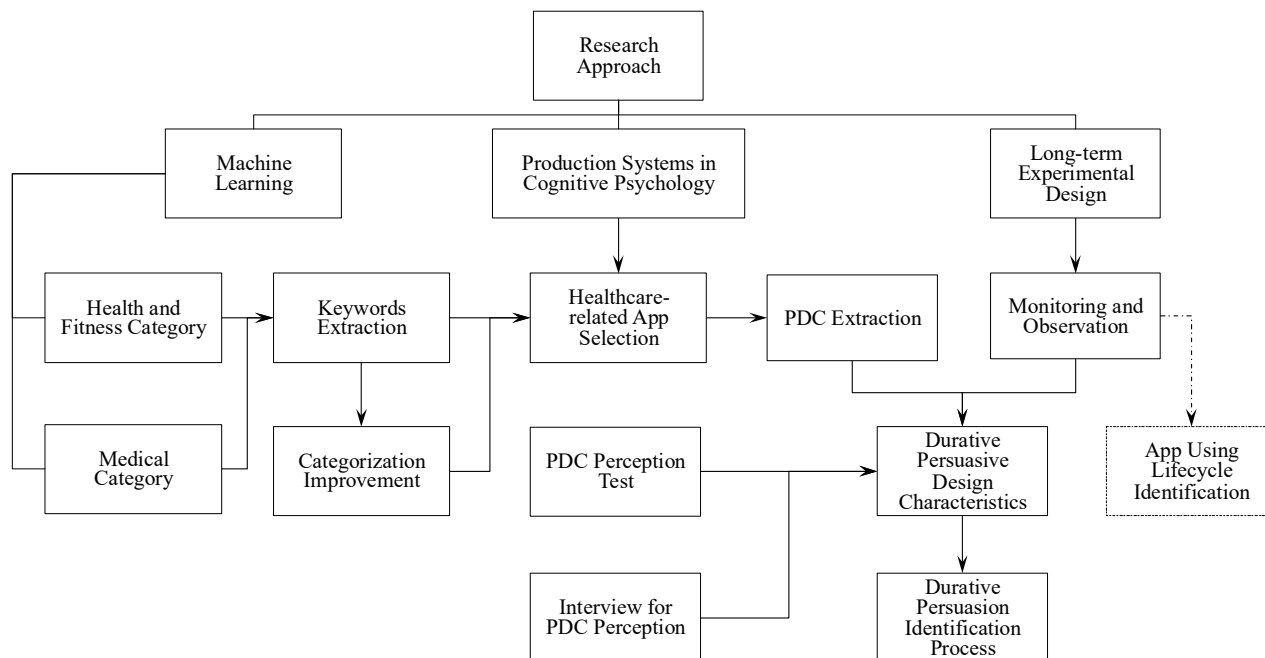 Research
Approach
Machine
Learning
Production Systems in
Cognitive Psychology
Long-term
Experimental
Design
Health and
Fitness Category
Keywords
Extraction
Healthcare-
related App
Selection
PDC Extraction
Monitoring and
Observation
Medical
Category
Categorization
Improvement
PDC Perception
Test
Durative
Persuasive
Design
Characteristics
App Using
Lifecycle
Identification
Interview for
PDC Perception
Durative
Persuasion
Identification
Process